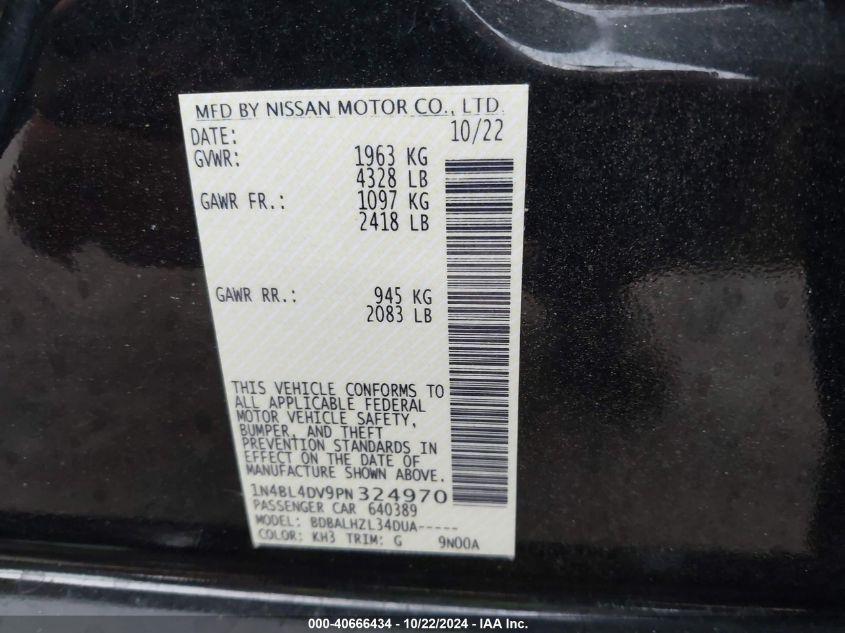 MFD BY NISSAN MOTOR CO., LTD.
DATE: 10/22
GVWR: 1963 KG
4328 LB
GAWR FR.: 1097 KG
2418 LB
GAWR RR.: 945 KG
2083 LB
THIS VEHICLE CONFORMS TO
ALL APPLICABLE FEDERAL
MOTOR VEHICLE SAFETY,
BUMPER, AND THEFT
PREVENTION STANDARDS IN
EFFECT ON THE DATE OF
MANUFACTURE SHOWN ABOVE.
1N4BL4DV9PN 324970
PASSENGER CAR 640389
MODEL: BDBALHZL34DUA-----
COLOR: KH3 TRIM: G 9N00A
000-40666434 - 10/22/2024 - IAA Inc.